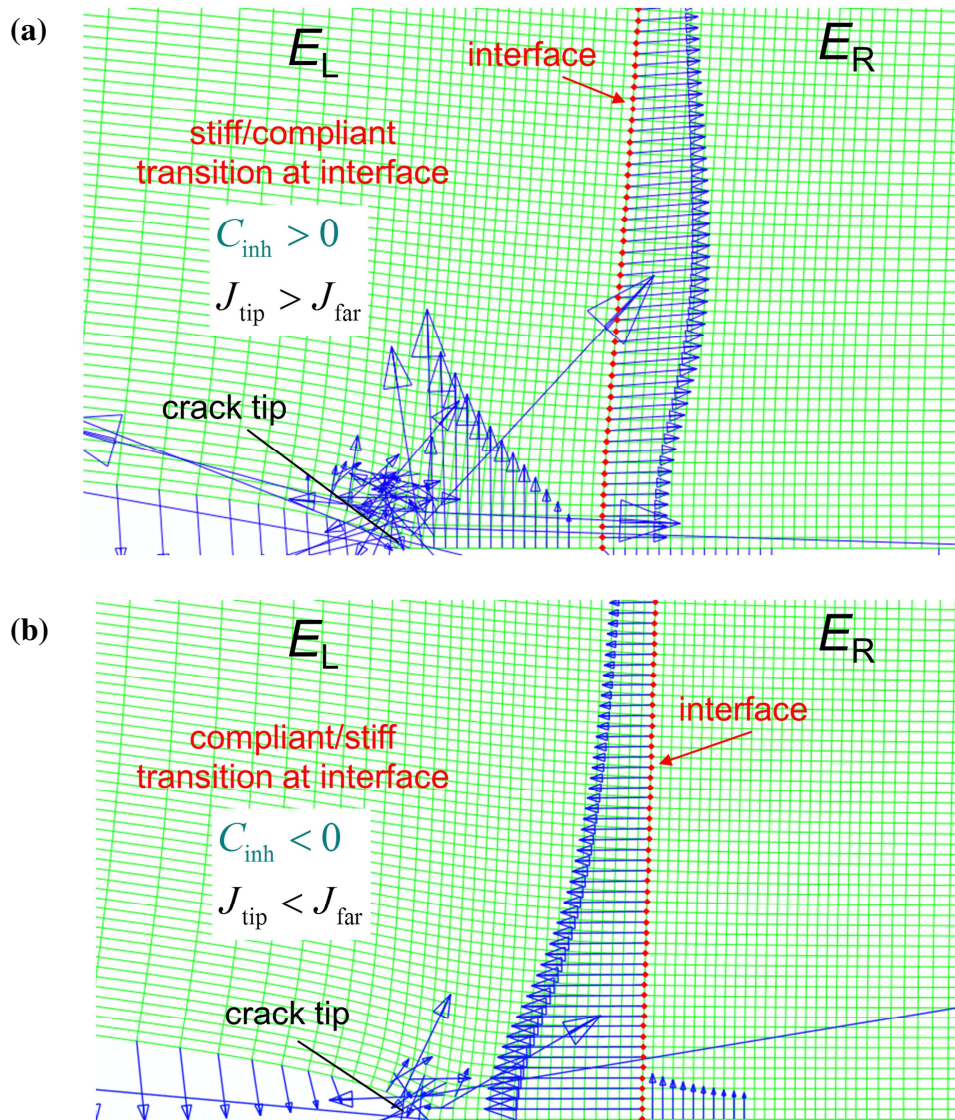 (a)
E_L
interface
E_R
stiff/compliant
transition at interface
C_inh > 0
J_tip > J_far
crack tip
(b)
E_L
E_R
interface
compliant/stiff
transition at interface
C_inh < 0
J_tip < J_far
crack tip